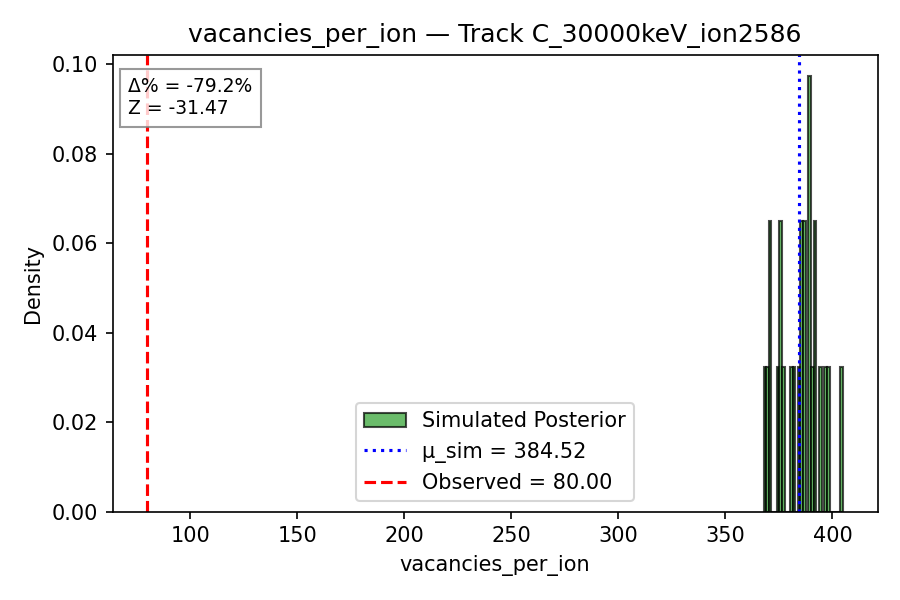 vacancies_per_ion — Track C_30000keV_ion2586
Δ% = -79.2%
Z = -31.47
0.10
0.08
0.06
0.04
0.02
0.00
Density
Simulated Posterior
μ_sim = 384.52
Observed = 80.00
100 150 200 250 300 350 400
vacancies_per_ion